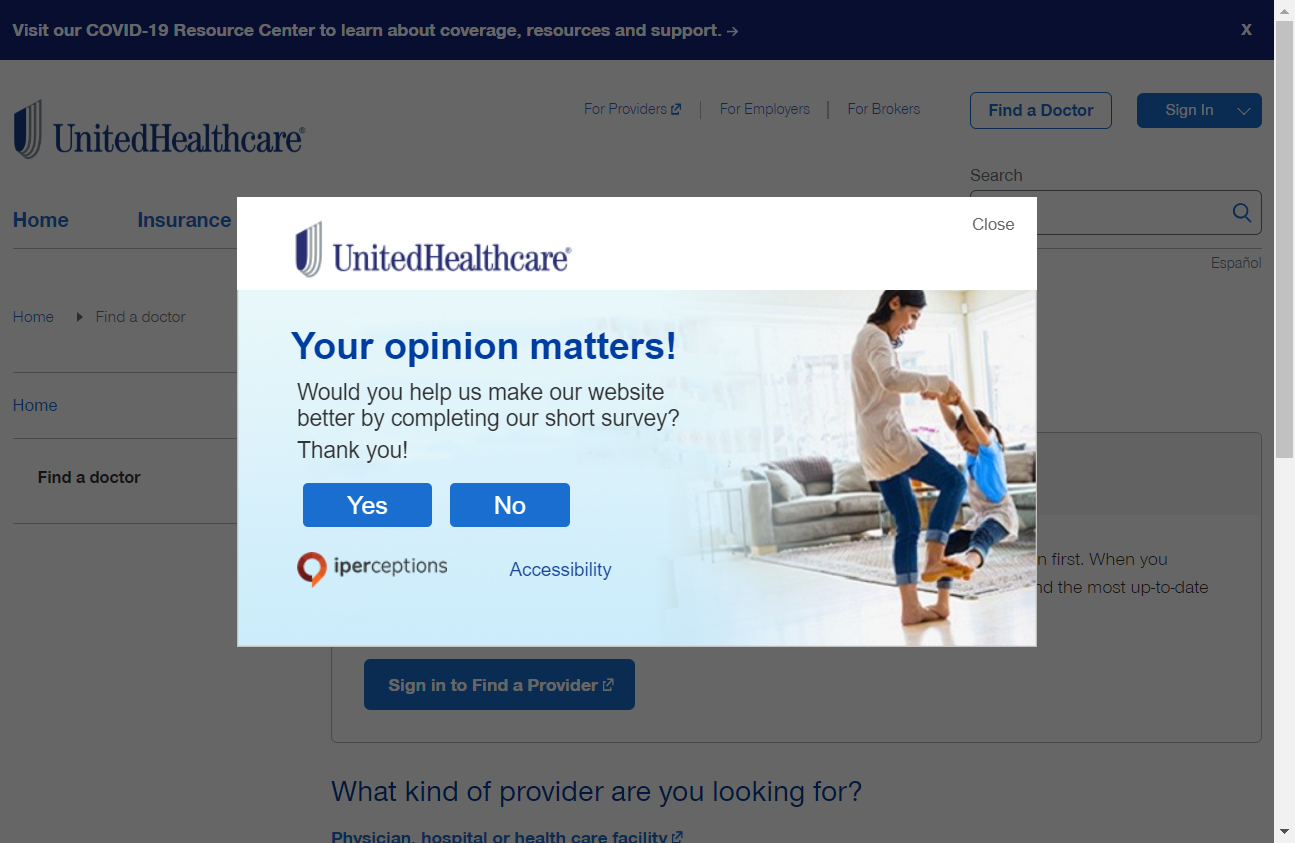 Visit our COVID-19 Resource Center to learn about coverage, resources and support. →
X
For Providers
For Employers
For Brokers
Find a Doctor
Sign In
UnitedHealthcare®
Search
Home
Insurance
Español
Home
Find a doctor
Home
Find a doctor
Close
UnitedHealthcare®
Your opinion matters!
Would you help us make our website
better by completing our short survey?
Thank you!
Yes
No
iperceptions
Accessibility
first. When you
the most up-to-date
Sign in to Find a Provider
What kind of provider are you looking for?
Physician, hospital or health care facility